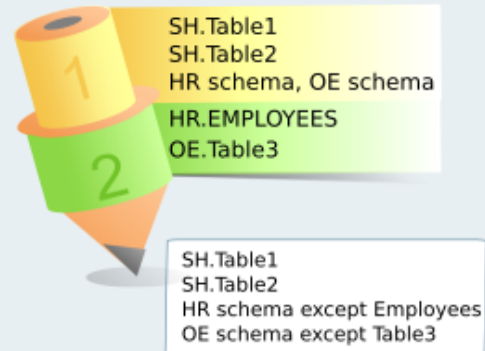 1
SH.Table1
SH.Table2
HR schema, OE schema
2
HR.EMPLOYEES
OE.Table3
SH.Table1
SH.Table2
HR schema except Employees
OE schema except Table3